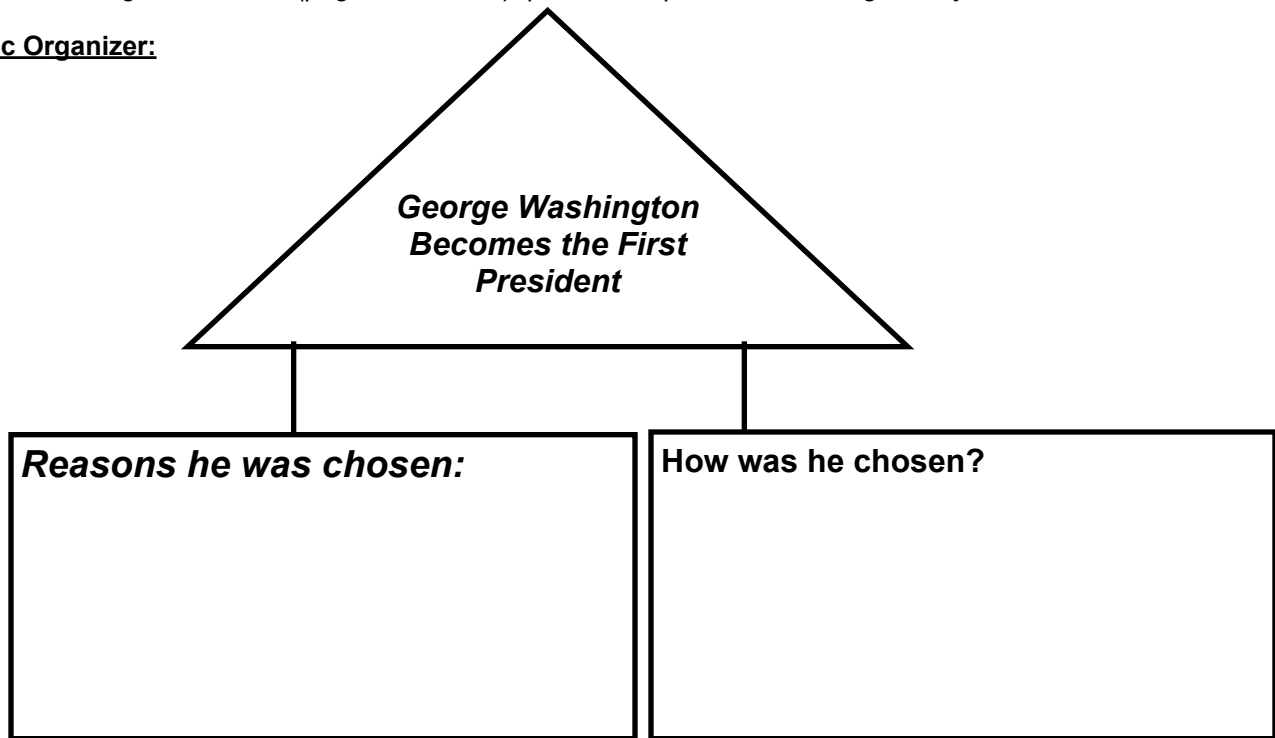 c Organizer:
George Washington
Becomes the First
President
Reasons he was chosen:
How was he chosen?